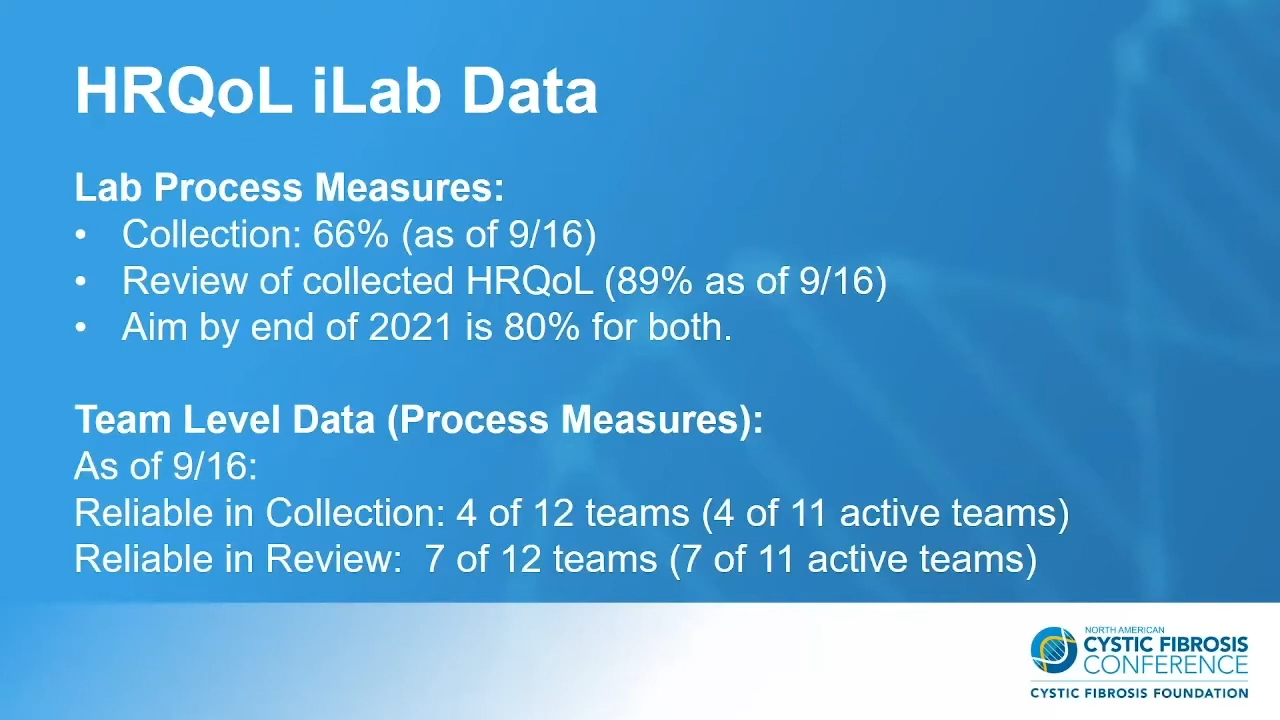 HRQoL iLab Data
Lab Process Measures:
• Collection: 66% (as of 9/16)
• Review of collected HRQoL (89% as of 9/16)
• Aim by end of 2021 is 80% for both.
Team Level Data (Process Measures):
As of 9/16:
Reliable in Collection: 4 of 12 teams (4 of 11 active teams)
Reliable in Review: 7 of 12 teams (7 of 11 active teams)
NORTH AMERICAN
CYSTIC FIBROSIS
CONFERENCE
CYSTIC FIBROSIS FOUNDATION